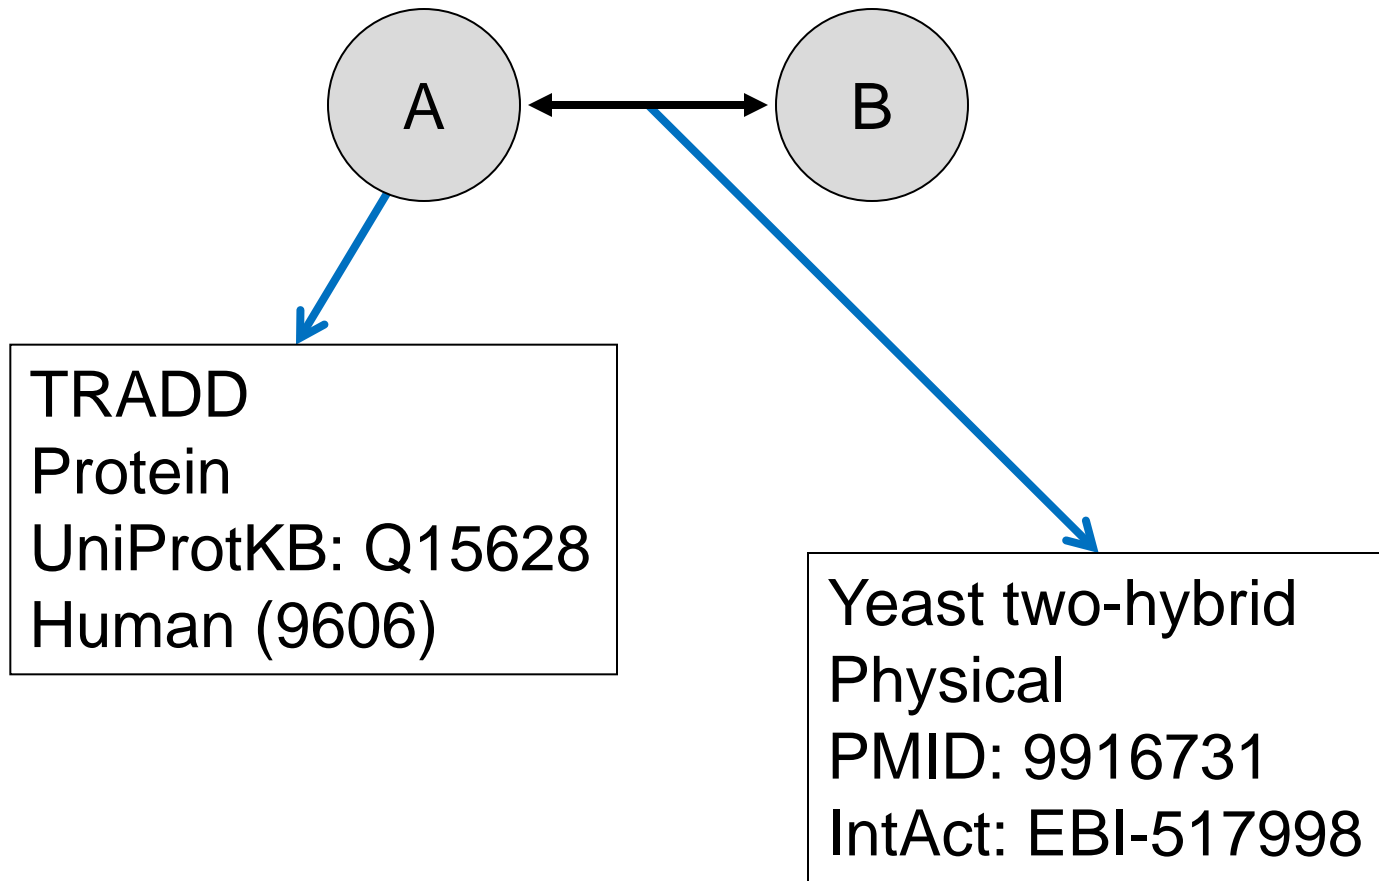 A
B
TRADD
Protein
UniProtKB: Q15628
Human (9606)
Yeast two-hybrid
Physical
PMID: 9916731
IntAct: EBI-517998